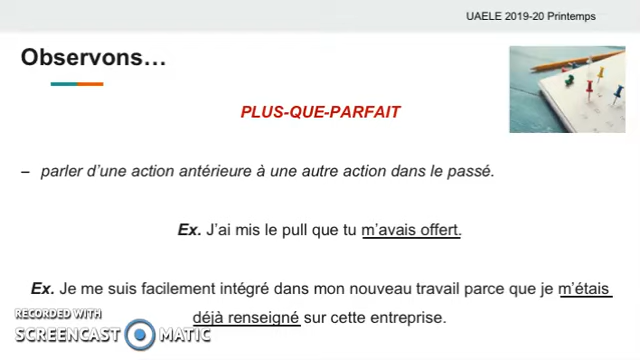 UAELE 2019-20 Printemps
Observons…
PLUS-QUE-PARFAIT
– parler d’une action antérieure à une autre action dans le passé.
Ex. J’ai mis le pull que tu m’avais offert.
Ex. Je me suis facilement intégré dans mon nouveau travail parce que je m’étais
déjà renseigné sur cette entreprise.
RECORDED WITH
SCREENCAST MATIC